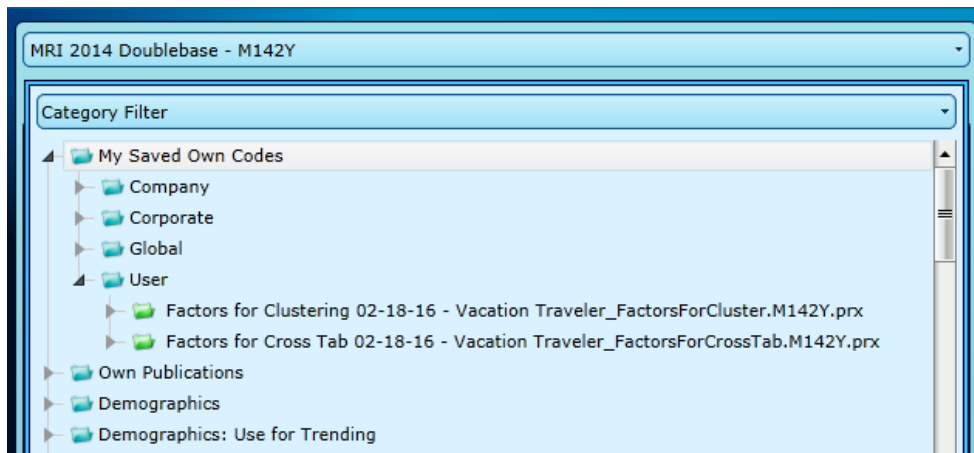 MRI 2014 Doublebase - M142Y
Category Filter
My Saved Own Codes
Company
Corporate
Global
User
Factors for Clustering 02-18-16 - Vacation Traveler_FactorsForCluster.M142Y.prx
Factors for Cross Tab 02-18-16 - Vacation Traveler_FactorsForCrossTab.M142Y.prx
Own Publications
Demographics
Demographics: Use for Trending